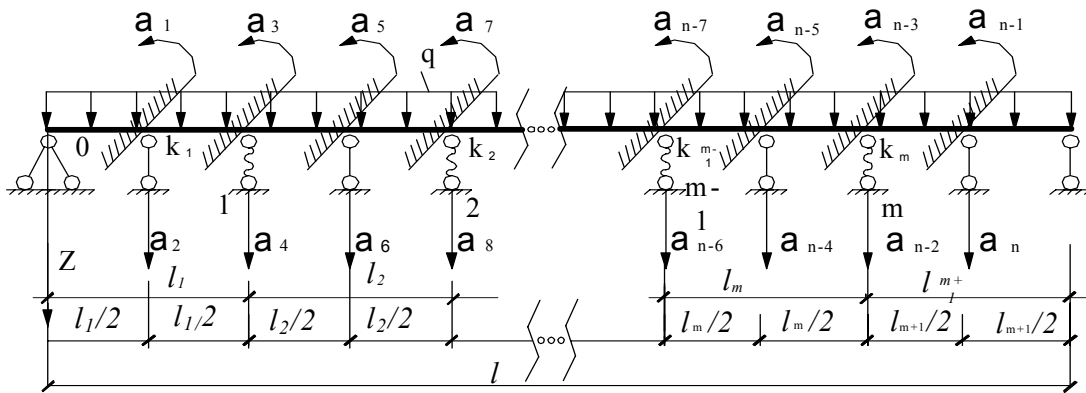 a 1 a 3 a 5 a 7 a n-7 a n-5 a n-3 a n-1
q
0 k 1 k 2 k m-1 k m
1 2 m-1 m
a 2 a 4 a 6 a 8 a n-6 a n-4 a n-2 a n
Z
l1 l2 lm l m+1
l1/2 l1/2 l2/2 l2/2 lm/2 lm/2 lm+1/2 lm+1/2
l